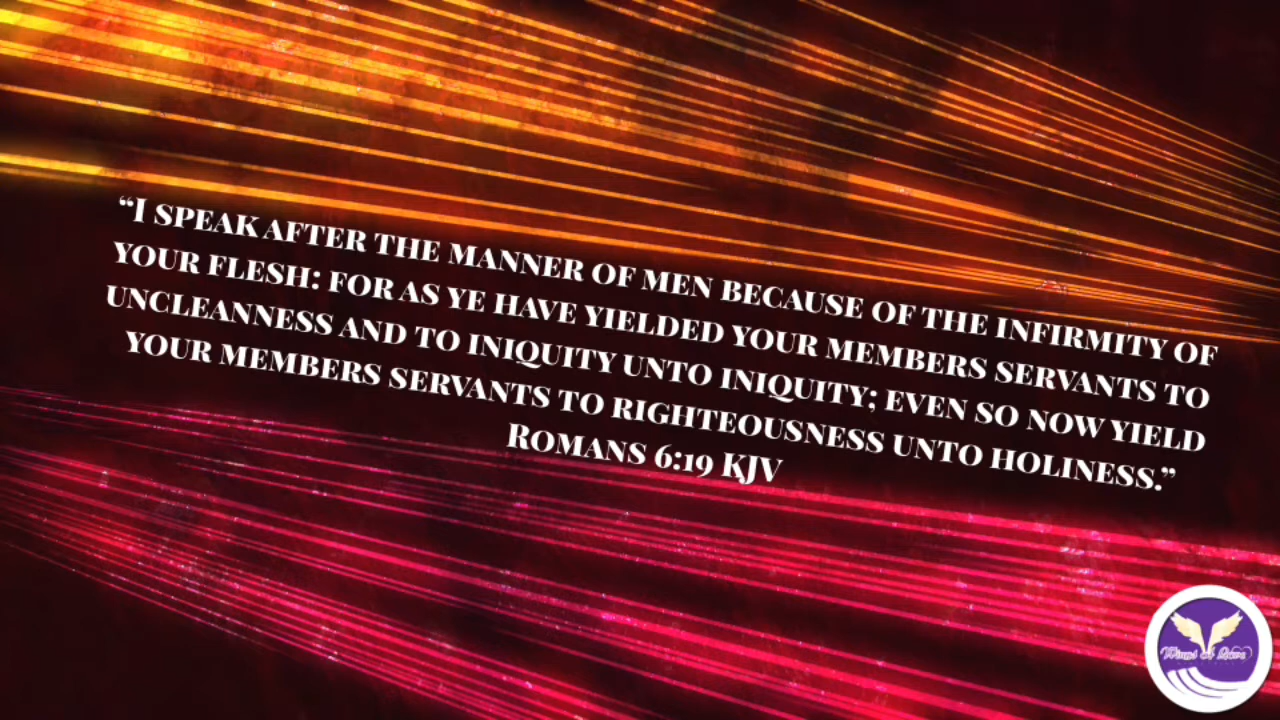 “I SPEAK AFTER THE MANNER OF MEN BECAUSE OF THE INFIRMITY OF
YOUR FLESH: FOR AS YE HAVE YIELDED YOUR MEMBERS SERVANTS TO
UNCLEANNESS AND TO INIQUITY UNTO INIQUITY; EVEN SO NOW YIELD
YOUR MEMBERS SERVANTS TO RIGHTEOUSNESS UNTO HOLINESS.”
ROMANS 6:19 KJV